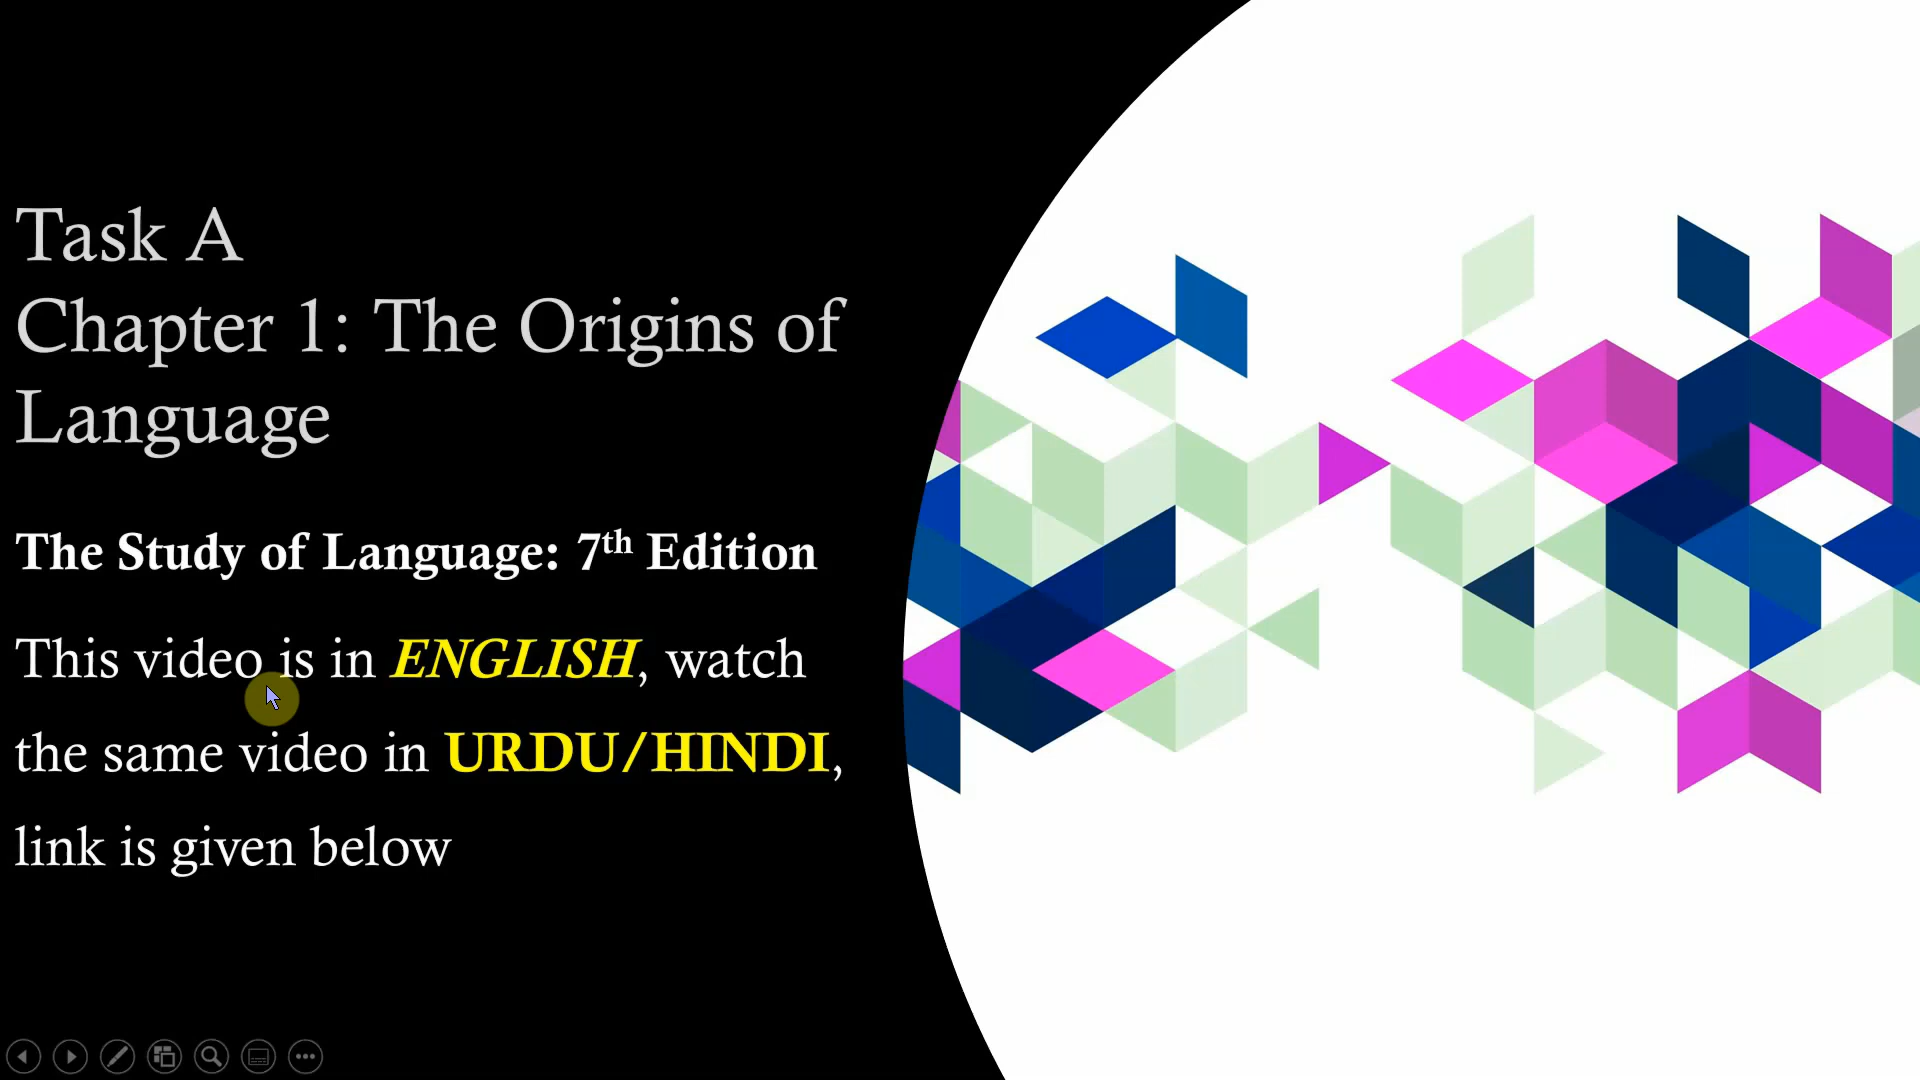 Task A
Chapter 1: The Origins of
Language
The Study of Language: 7th Edition
This video is in ENGLISH, watch
the same video in URDU/HINDI,
link is given below